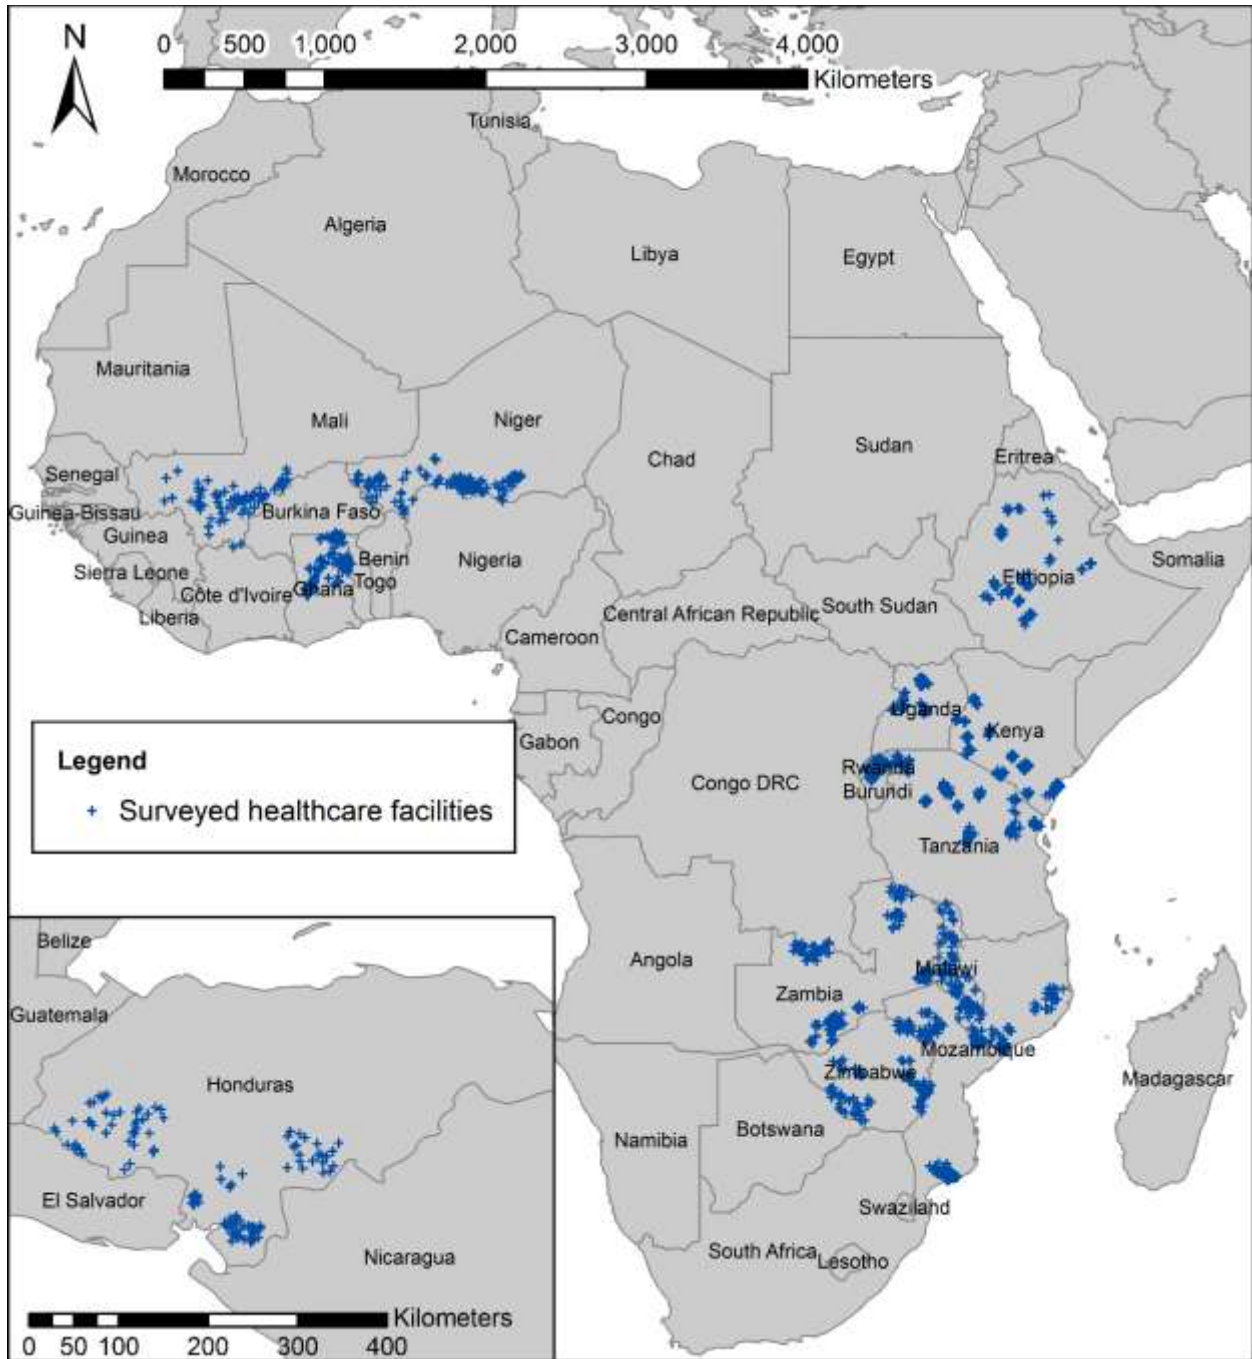 N
0 500 1,000 2,000 3,000 4,000
Kilometers
Tunisia
Morocco
Algeria
Libya
Egypt
Mauritania
Mali
Niger
Chad
Sudan
Eritrea
Senegal
Guinea-Bissau
Burkina Faso
Guinea
Benin
Nigeria
Somalia
Sierra Leone
Togo
Ethiopia
Côte d'Ivoire
Ghana
Liberia
Central African Republic
South Sudan
Cameroon
Uganda
Congo
Kenya
Gabon
Rwanda
Congo DRC
Burundi
Tanzania
Legend
Surveyed healthcare facilities
Angola
Malawi
Zambia
Mozambique
Zimbabwe
Madagascar
Botswana
Namibia
Swaziland
South Africa
Lesotho
Belize
Guatemala
Honduras
El Salvador
Nicaragua
Kilometers
0 50 100 200 300 400